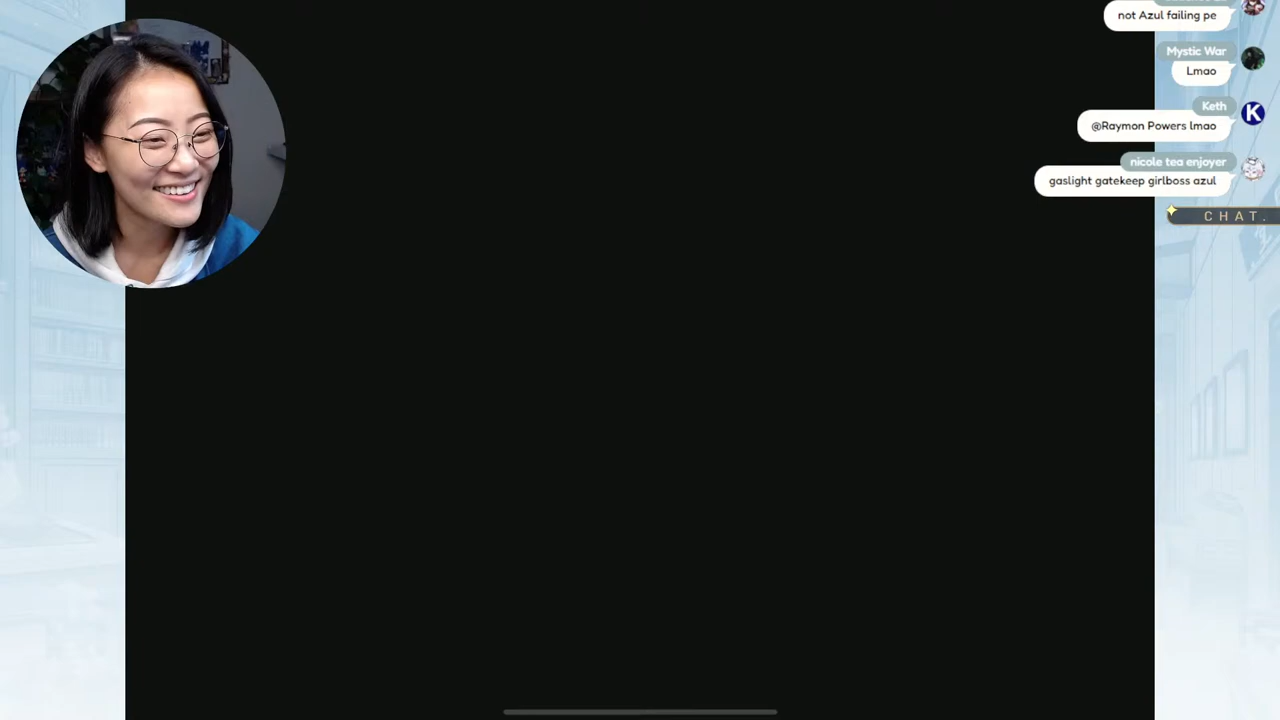 not Azul failing pe
Mystic War
Lmao
Keth
@Raymon Powers lmao
K
nicole tea enjoyer
gaslight gatekeep girlboss azul
CHAT.